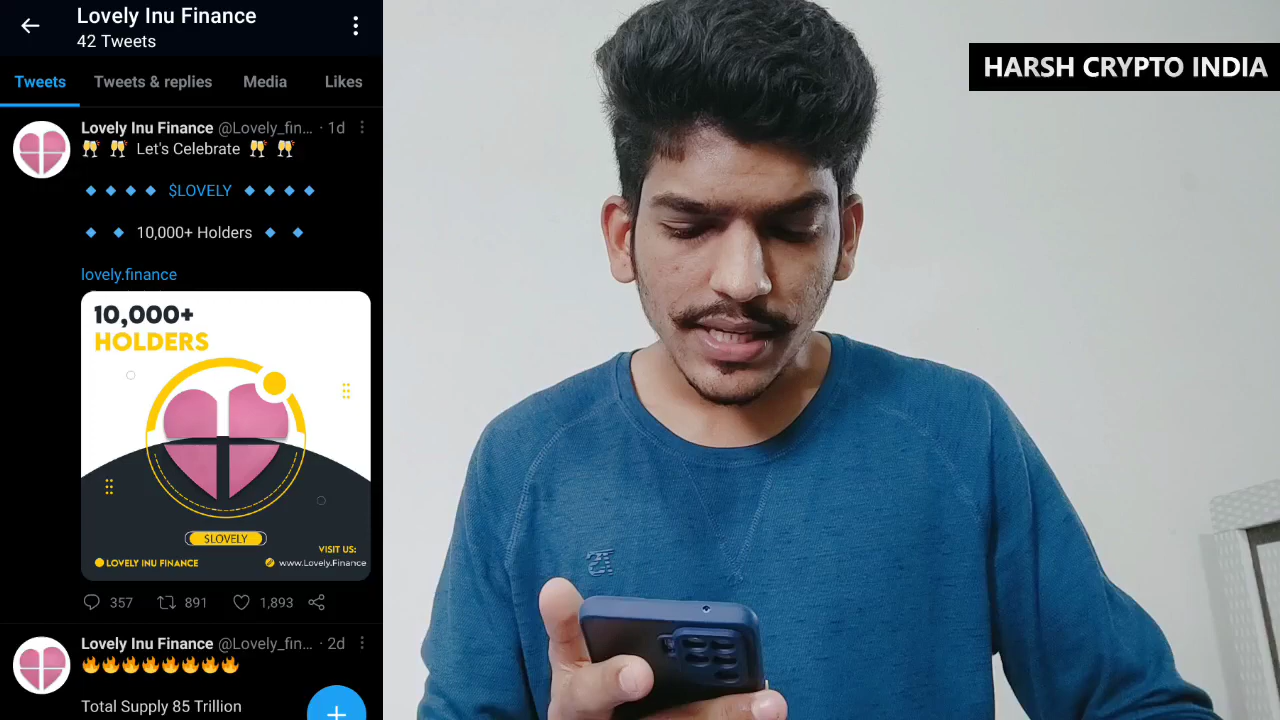 Lovely Inu Finance
42 Tweets
Tweets Tweets & replies Media Likes
Lovely Inu Finance @Lovely_fin... · 1d
🥂 🥂 Let's Celebrate 🥂 🥂
🔹 🔹 🔹 🔹 $LOVELY 🔹 🔹 🔹 🔹
🔹 🔹 10,000+ Holders 🔹 🔹
lovely.finance
10,000+
HOLDERS
$LOVELY
VISIT US:
LOVELY INU FINANCE www.Lovely.Finance
357 891 1,893
Lovely Inu Finance @Lovely_fin... · 2d
🔥🔥🔥🔥🔥🔥🔥🔥
Total Supply 85 Trillion
HARSH CRYPTO INDIA